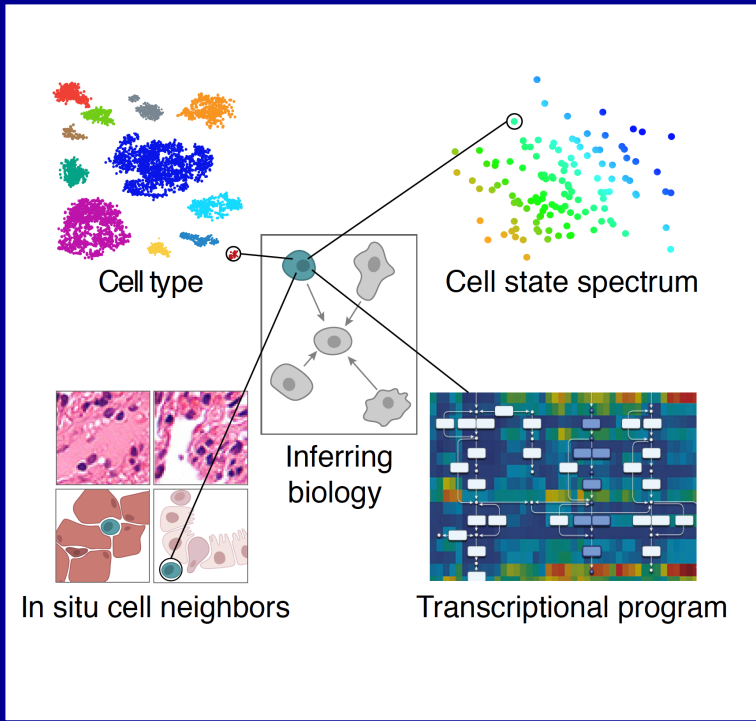 Cell type
Cell state spectrum
Inferring
biology
In situ cell neighbors
Transcriptional program